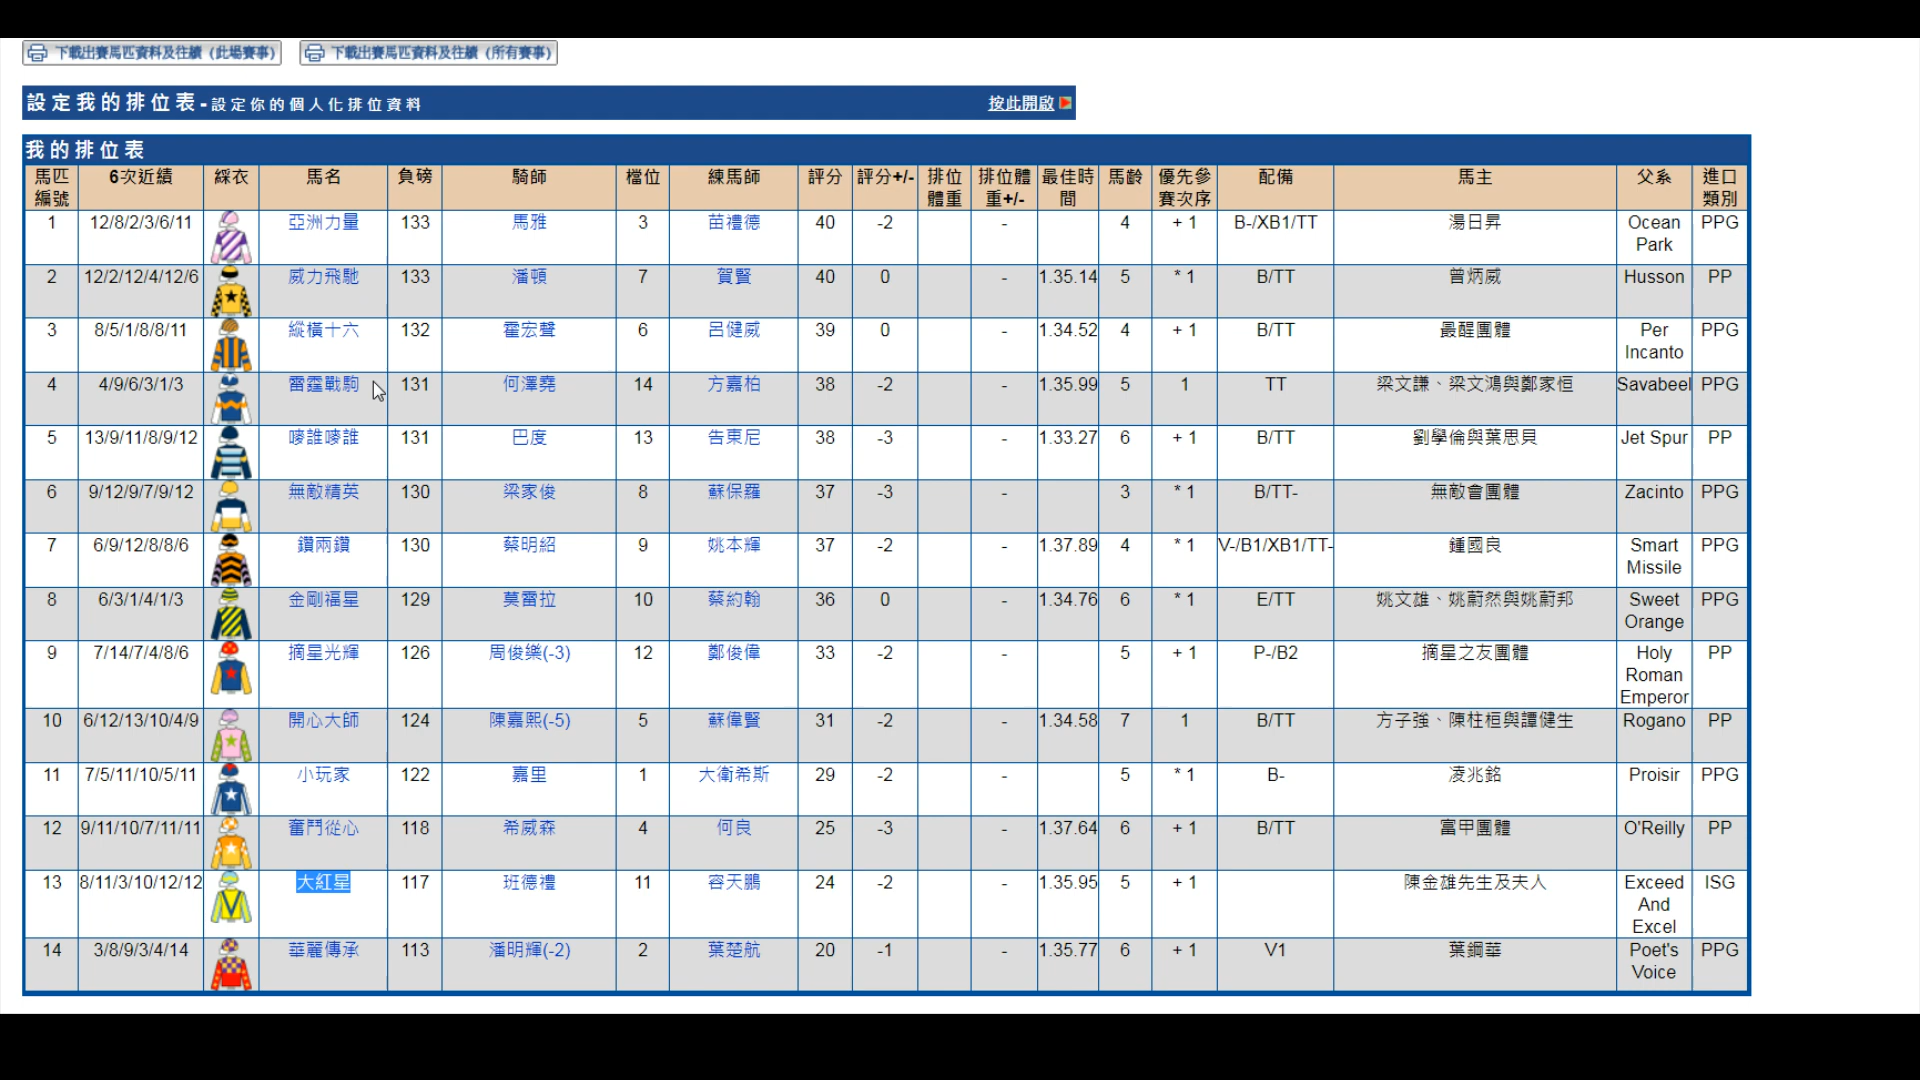 下載出賽馬匹資料及往績 (此場賽事) 下載出賽馬匹資料及往績 (所有賽事)
設定我的排位表-設定你的個人化排位資料 按此開啟
我的排位表
馬匹編號 6次近績 綵衣 馬名 負磅 騎師 檔位 練馬師 評分 評分+/- 排位體重 排位體重+/- 最佳時間 馬齡 優先參賽次序 配備 馬主 父系 進口類別
1 12/8/2/3/6/11 亞洲力量 133 馬雅 3 苗禮德 40 -2 - 4 + 1 B-/XB1/TT 湯日昇 Ocean Park PPG
2 12/2/12/4/12/6 威力飛馳 133 潘頓 7 賀賢 40 0 - 1.35.14 5 * 1 B/TT 曾炳威 Husson PP
3 8/5/1/8/8/11 縱橫十六 132 霍宏聲 6 呂健威 39 0 - 1.34.52 4 + 1 B/TT 最醒團體 Per Incanto PPG
4 4/9/6/3/1/3 雷霆戰駒 131 何澤堯 14 方嘉柏 38 -2 - 1.35.99 5 1 TT 梁文謙、梁文鴻與鄭家恒 Savabeel PPG
5 13/9/11/8/9/12 嘜誰嘜誰 131 巴度 13 告東尼 38 -3 - 1.33.27 6 + 1 B/TT 劉學倫與葉思貝 Jet Spur PP
6 9/12/9/7/9/12 無敵精英 130 梁家俊 8 蘇保羅 37 -3 - 3 * 1 B/TT- 無敵會團體 Zacinto PPG
7 6/9/12/8/8/6 鑽兩鑽 130 蔡明紹 9 姚本輝 37 -2 - 1.37.89 4 * 1 V-/B1/XB1/TT- 鍾國良 Smart Missile PPG
8 6/3/1/4/1/3 金剛福星 129 莫雷拉 10 蔡約翰 36 0 - 1.34.76 6 * 1 E/TT 姚文雄、姚蔚然與姚蔚邦 Sweet Orange PPG
9 7/14/7/4/8/6 摘星光輝 126 周俊樂(-3) 12 鄭俊偉 33 -2 - 5 + 1 P-/B2 摘星之友團體 Holy Roman Emperor PP
10 6/12/13/10/4/9 開心大師 124 陳嘉熙(-5) 5 蘇偉賢 31 -2 - 1.34.58 7 1 B/TT 方子強、陳柱桓與譚健生 Rogano PP
11 7/5/11/10/5/11 小玩家 122 嘉里 1 大衛希斯 29 -2 - 5 * 1 B- 凌兆銘 Proisir PPG
12 9/11/10/7/11/11 奮鬥從心 118 希威森 4 何良 25 -3 - 1.37.64 6 + 1 B/TT 富甲團體 O'Reilly PP
13 8/11/3/10/12/12 大紅星 117 班德禮 11 容天鵬 24 -2 - 1.35.95 5 + 1 陳金雄先生及夫人 Exceed And Excel ISG
14 3/8/9/3/4/14 華麗傳承 113 潘明輝(-2) 2 葉楚航 20 -1 - 1.35.77 6 + 1 V1 葉鋼華 Poet's Voice PPG